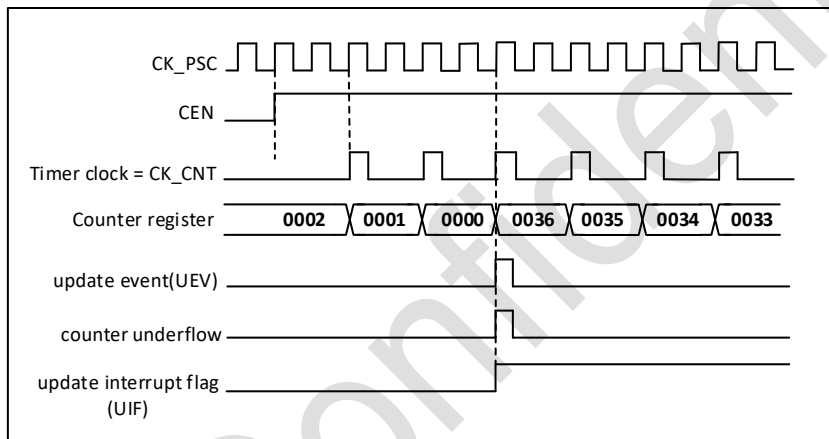 CK_PSC
CEN
Timer clock = CK_CNT
Counter register 0002 0001 0000 0036 0035 0034 0033
update event(UEV)
counter underflow
update interrupt flag
(UIF)